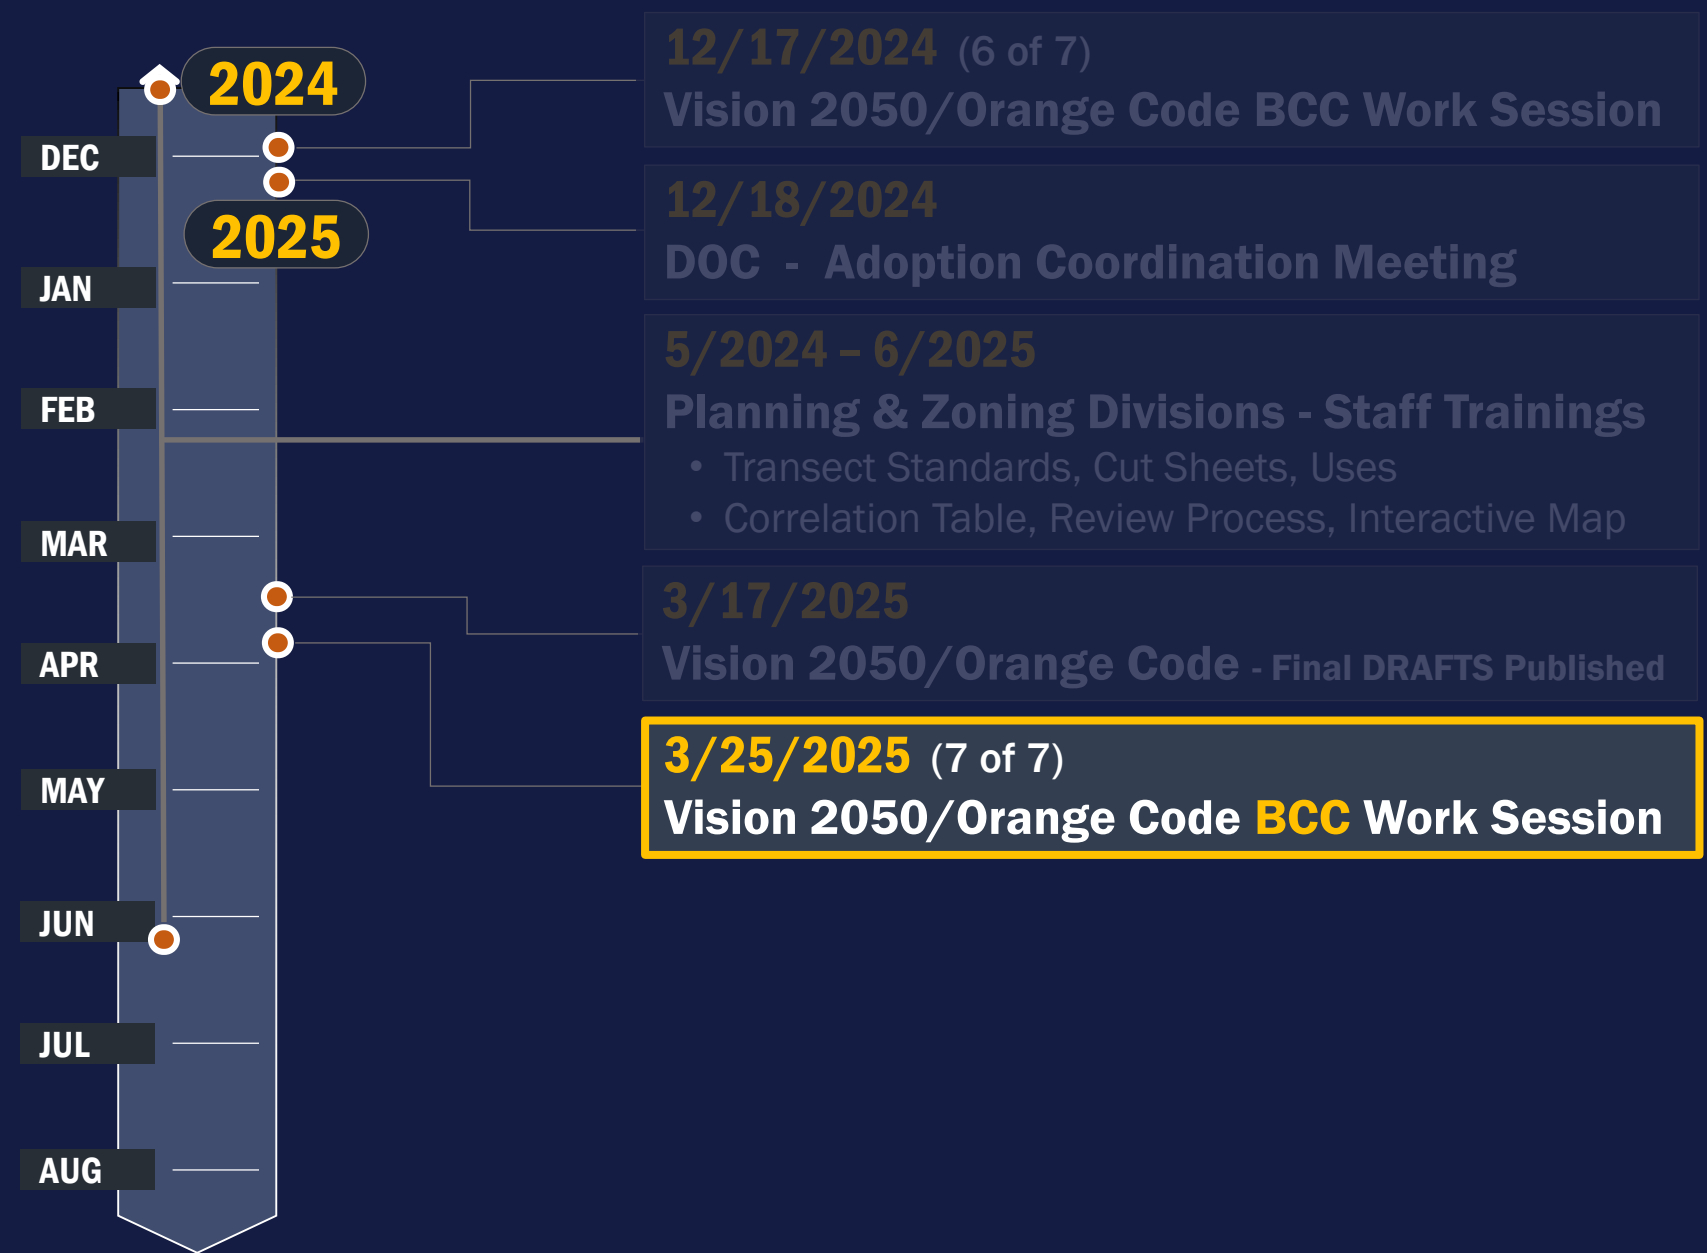 2024
DEC
2025
JAN
FEB
MAR
APR
MAY
JUN
JUL
AUG
12/17/2024 (6 of 7)
Vision 2050/Orange Code BCC Work Session
12/18/2024
DOC - Adoption Coordination Meeting
5/2024 – 6/2025
Planning & Zoning Divisions - Staff Trainings
• Transect Standards, Cut Sheets, Uses
• Correlation Table, Review Process, Interactive Map
3/17/2025
Vision 2050/Orange Code - Final DRAFTS Published
3/25/2025 (7 of 7)
Vision 2050/Orange Code BCC Work Session